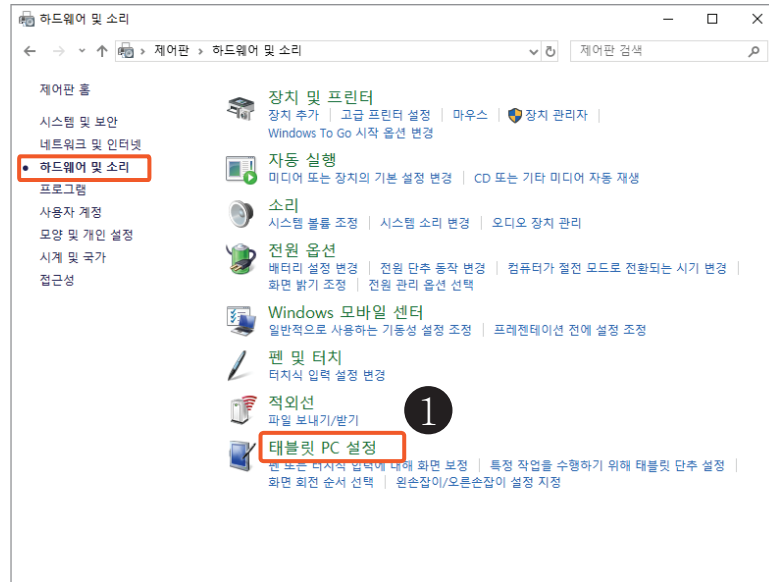 하드웨어 및 소리
제어판 › 하드웨어 및 소리
제어판 검색
제어판 홈
시스템 및 보안
네트워크 및 인터넷
하드웨어 및 소리
프로그램
사용자 계정
모양 및 개인 설정
시계 및 국가
접근성
장치 및 프린터
장치 추가 | 고급 프린터 설정 | 마우스 | 장치 관리자 |
Windows To Go 시작 옵션 변경
자동 실행
미디어 또는 장치의 기본 설정 변경 | CD 또는 기타 미디어 자동 재생
소리
시스템 볼륨 조정 | 시스템 소리 변경 | 오디오 장치 관리
전원 옵션
배터리 설정 변경 | 전원 단추 동작 변경 | 컴퓨터가 절전 모드로 전환되는 시기 변경 |
화면 밝기 조정 | 전원 관리 옵션 선택
Windows 모바일 센터
일반적으로 사용하는 기동성 설정 조정 | 프레젠테이션 전에 설정 조정
펜 및 터치
터치식 입력 설정 변경
적외선
파일 보내기/받기
1
태블릿 PC 설정
펜 또는 터치식 입력에 대해 화면 보정 | 특정 작업을 수행하기 위해 태블릿 단추 설정 |
화면 회전 순서 선택 | 왼손잡이/오른손잡이 설정 지정